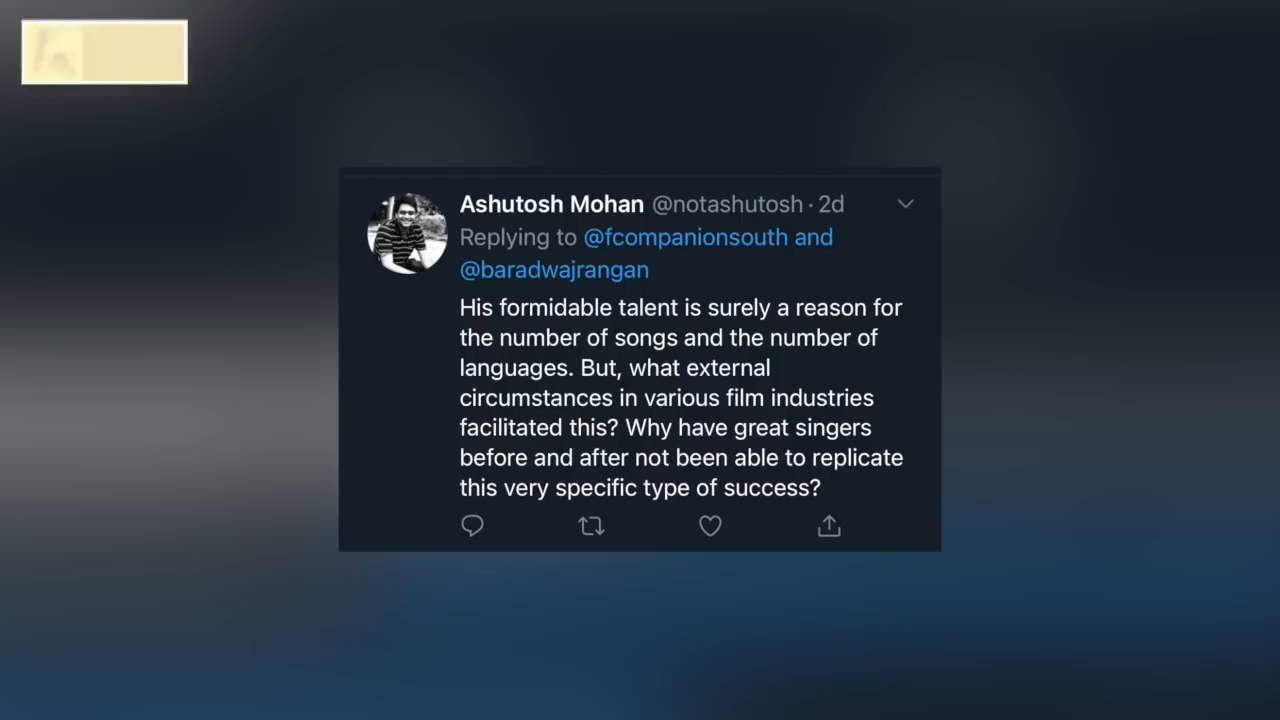 Ashutosh Mohan @notashutosh · 2d
Replying to @fcompanionsouth and
@baradwajrangan
His formidable talent is surely a reason for
the number of songs and the number of
languages. But, what external
circumstances in various film industries
facilitated this? Why have great singers
before and after not been able to replicate
this very specific type of success?